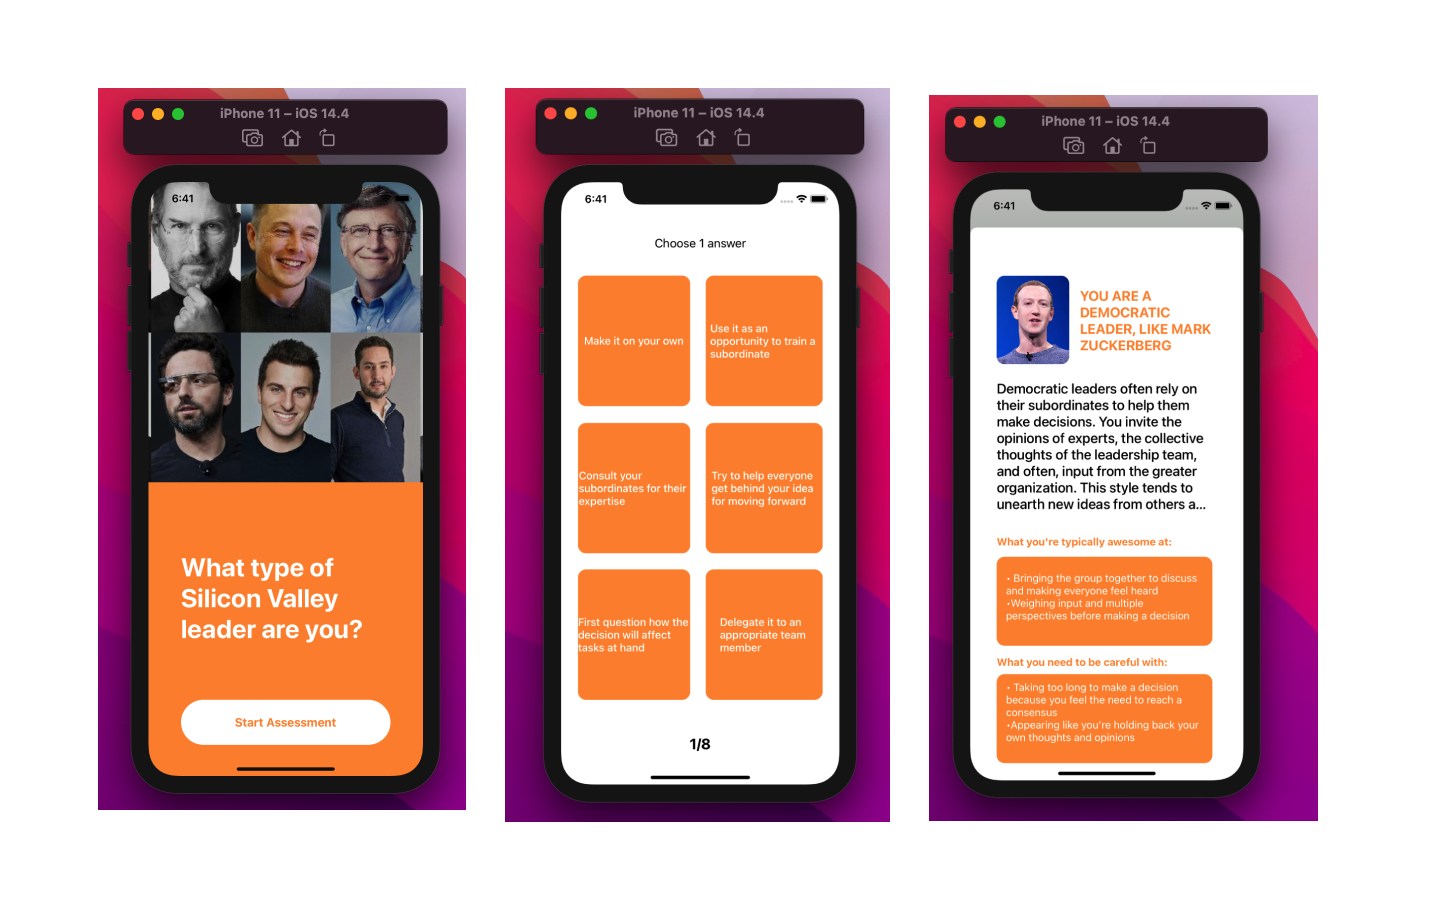 iPhone 11 – iOS 14.4
6:41
What type of
Silicon Valley
leader are you?
Start Assessment
iPhone 11 – iOS 14.4
6:41
Choose 1 answer
Make it on your own
Use it as an
opportunity to train a
subordinate
Consult your
subordinates for their
expertise
Try to help everyone
get behind your idea
for moving forward
First question how the
decision will affect
tasks at hand
Delegate it to an
appropriate team
member
1/8
iPhone 11 – iOS 14.4
6:41
YOU ARE A
DEMOCRATIC
LEADER, LIKE MARK
ZUCKERBERG
Democratic leaders often rely on
their subordinates to help them
make decisions. You invite the
opinions of experts, the collective
thoughts of the leadership team,
and often, input from the greater
organization. This style tends to
unearth new ideas from others a...
What you're typically awesome at:
• Bringing the group together to discuss
and making everyone feel heard
•Weighing input and multiple
perspectives before making a decision
What you need to be careful with:
• Taking too long to make a decision
because you feel the need to reach a
consensus
•Appearing like you're holding back your
own thoughts and opinions